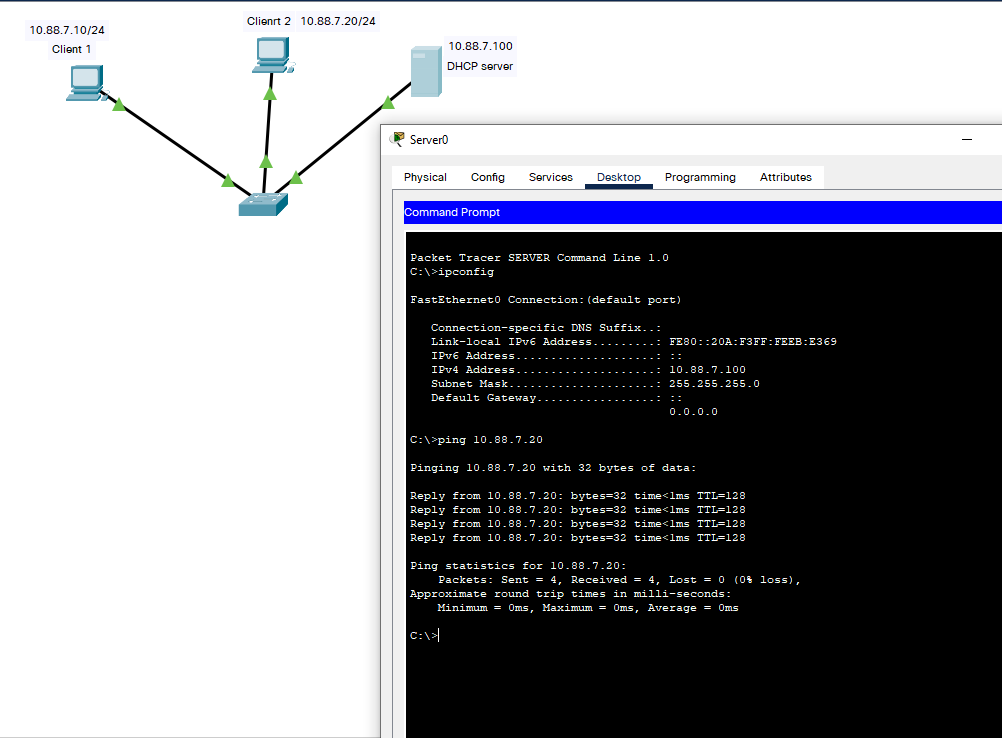 10.88.7.10/24
Client 1
Clienrt 2 10.88.7.20/24
10.88.7.100
DHCP server
Server0
Physical Config Services Desktop Programming Attributes
Command Prompt
Packet Tracer SERVER Command Line 1.0
C:\>ipconfig
FastEthernet0 Connection:(default port)
Connection-specific DNS Suffix..:
Link-local IPv6 Address.........: FE80::20A:F3FF:FEEB:E369
IPv6 Address....................: ::
IPv4 Address....................: 10.88.7.100
Subnet Mask.....................: 255.255.255.0
Default Gateway.................: ::
0.0.0.0
C:\>ping 10.88.7.20
Pinging 10.88.7.20 with 32 bytes of data:
Reply from 10.88.7.20: bytes=32 time<1ms TTL=128
Reply from 10.88.7.20: bytes=32 time<1ms TTL=128
Reply from 10.88.7.20: bytes=32 time<1ms TTL=128
Reply from 10.88.7.20: bytes=32 time<1ms TTL=128
Ping statistics for 10.88.7.20:
Packets: Sent = 4, Received = 4, Lost = 0 (0% loss),
Approximate round trip times in milli-seconds:
Minimum = 0ms, Maximum = 0ms, Average = 0ms
C:\>